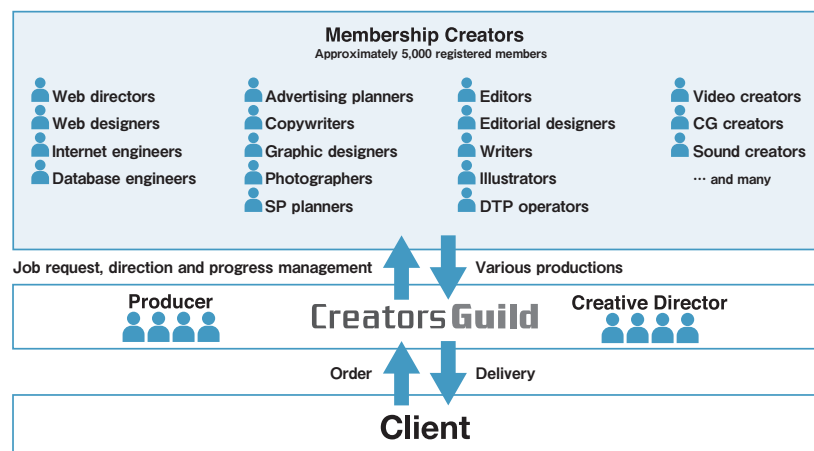 Membership Creators
Approximately 5,000 registered members
Web directors
Web designers
Internet engineers
Database engineers
Advertising planners
Copywriters
Graphic designers
Photographers
SP planners
Editors
Editorial designers
Writers
Illustrators
DTP operators
Video creators
CG creators
Sound creators
··· and many
Job request, direction and progress management
Various productions
Producer
CreatorsGuild
Creative Director
Order
Delivery
Client